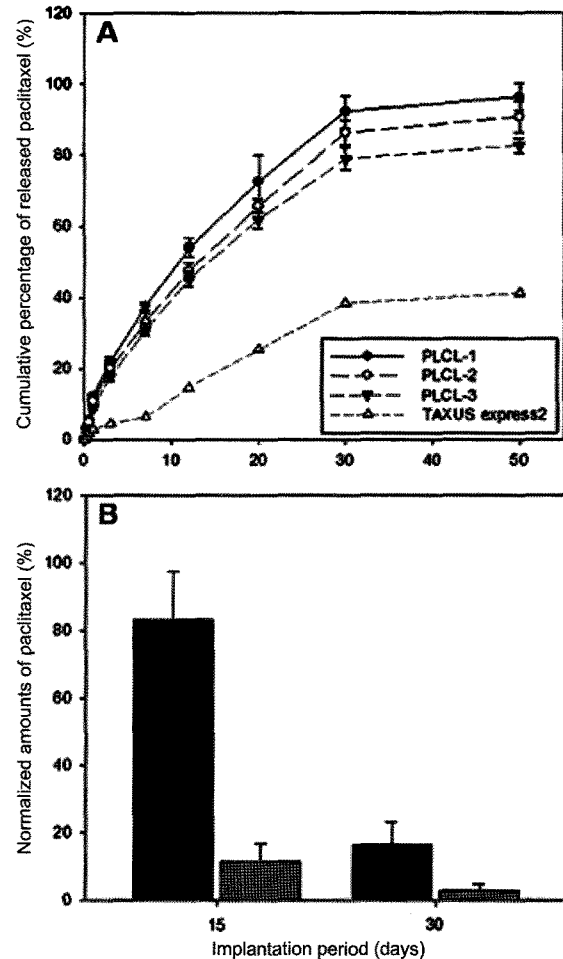 A
Cumulative percentage of released paclitaxel (%)
120
100
80
60
40
20
0
PLCL-1
PLCL-2
PLCL-3
TAXUS express2
0 10 20 30 40 50
B
Normalized amounts of paclitaxel (%)
120
100
80
60
40
20
0
15 30
Implantation period (days)